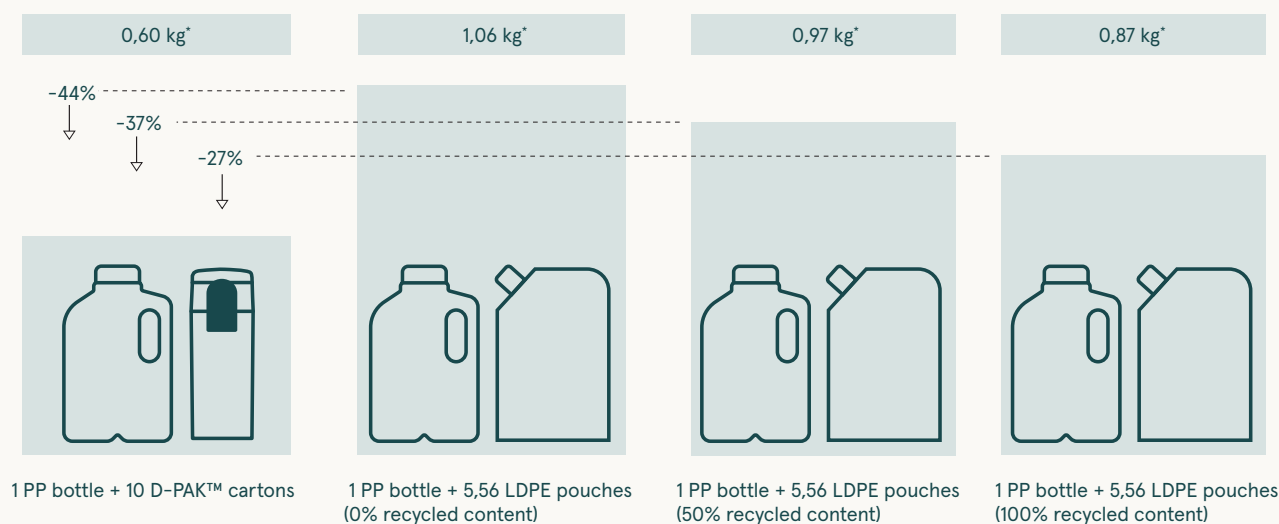 0,60 kg*
1,06 kg*
0,97 kg*
0,87 kg*
-44%
-37%
-27%
1 PP bottle + 10 D-PAK™ cartons
1 PP bottle + 5,56 LDPE pouches
(0% recycled content)
1 PP bottle + 5,56 LDPE pouches
(50% recycled content)
1 PP bottle + 5,56 LDPE pouches
(100% recycled content)